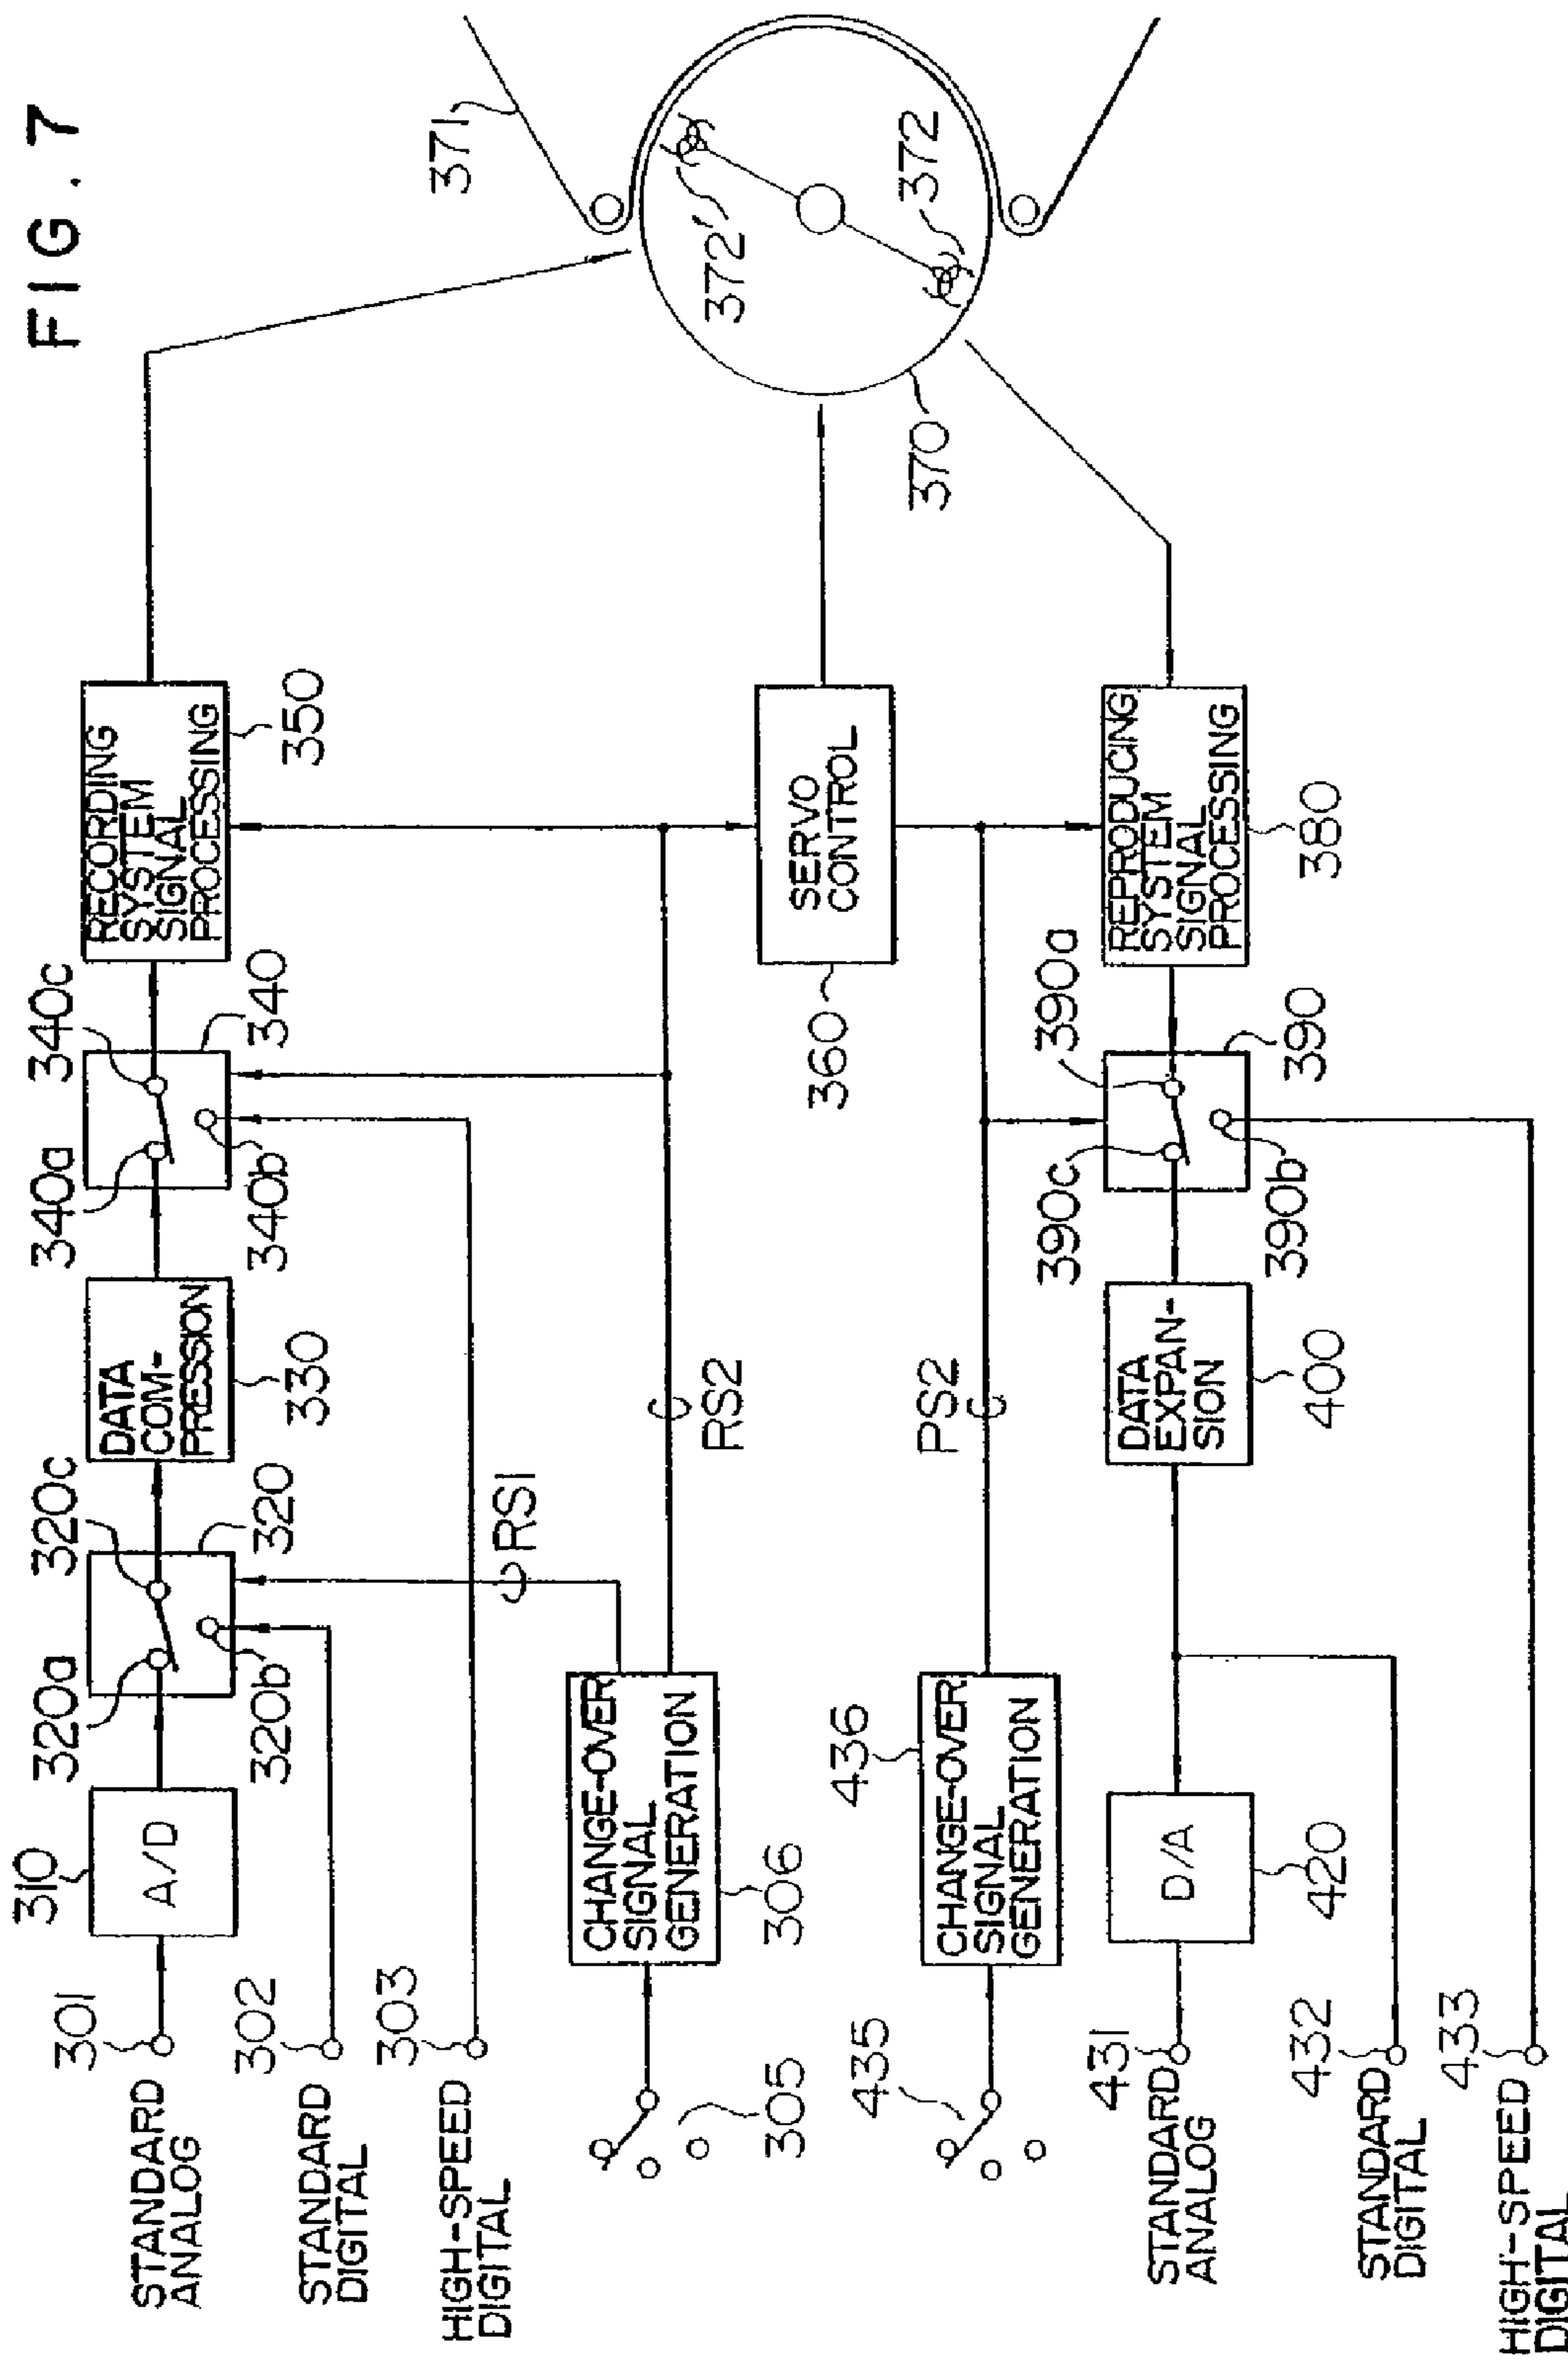 FIG. 7
STANDARD
ANALOG
301
310
A/D
320a
320c
320b
320
DATA
COM-
PRESSION
330
340a
340c
340b
340
RECORDING
SYSTEM
SIGNAL
PROCESSING
350
STANDARD
DIGITAL
302
HIGH-SPEED
DIGITAL
303
RS1
305
CHANGE-OVER
SIGNAL
GENERATION
306
RS2
SERVO
CONTROL
360
370
371
372'
372
435
CHANGE-OVER
SIGNAL
GENERATION
436
PS2
STANDARD
ANALOG
431
D/A
420
DATA
EXPAN-
SION
400
390c
390a
390b
390
REPRODUCING
SYSTEM
SIGNAL
PROCESSING
380
STANDARD
DIGITAL
432
HIGH-SPEED
DIGITAL
433